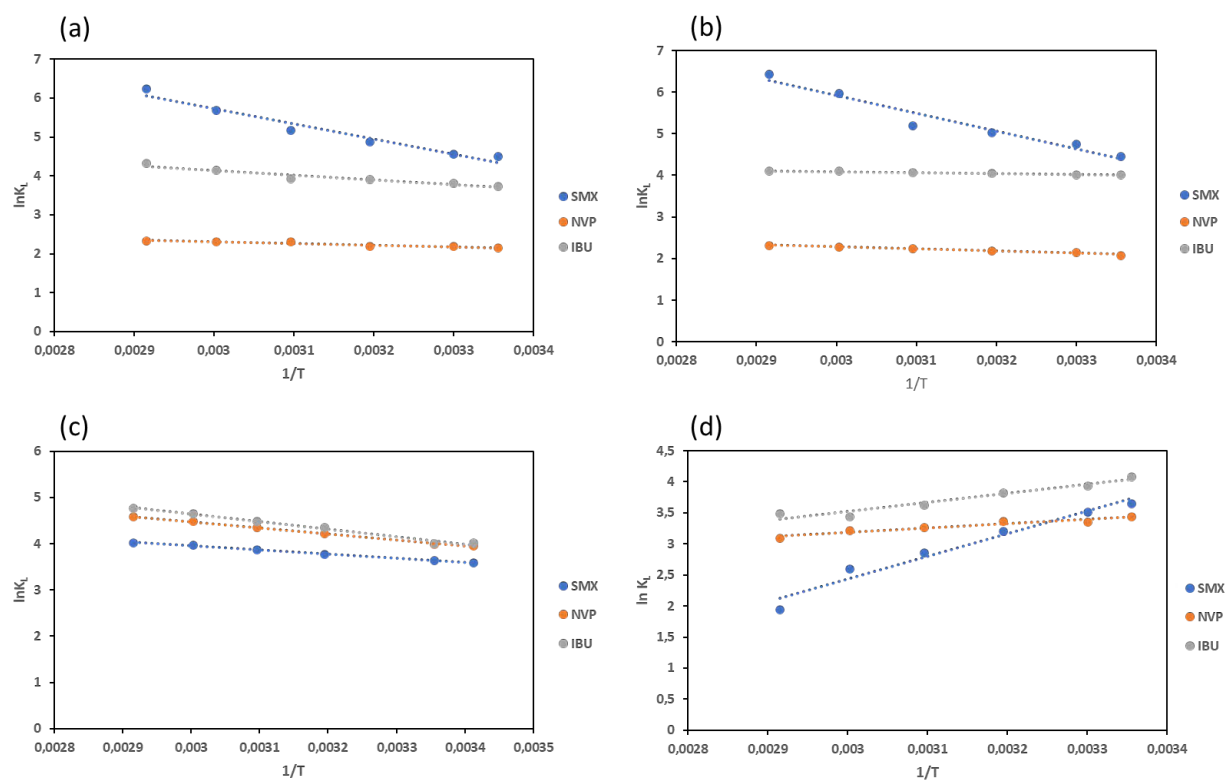 (a)
7
6
5
4
3
2
1
0
lnKL
0,0028 0,0029 0,003 0,0031 0,0032 0,0033 0,0034
1/T
SMX
NVP
IBU
(b)
7
6
5
4
3
2
1
0
lnKL
0,0028 0,0029 0,003 0,0031 0,0032 0,0033 0,0034
1/T
SMX
NVP
IBU
(c)
6
5
4
3
2
1
0
lnKL
0,0028 0,0029 0,003 0,0031 0,0032 0,0033 0,0034 0,0035
1/T
SMX
NVP
IBU
(d)
4,5
4
3,5
3
2,5
2
1,5
1
0,5
0
ln KL
0,0028 0,0029 0,003 0,0031 0,0032 0,0033 0,0034
1/T
SMX
NVP
IBU